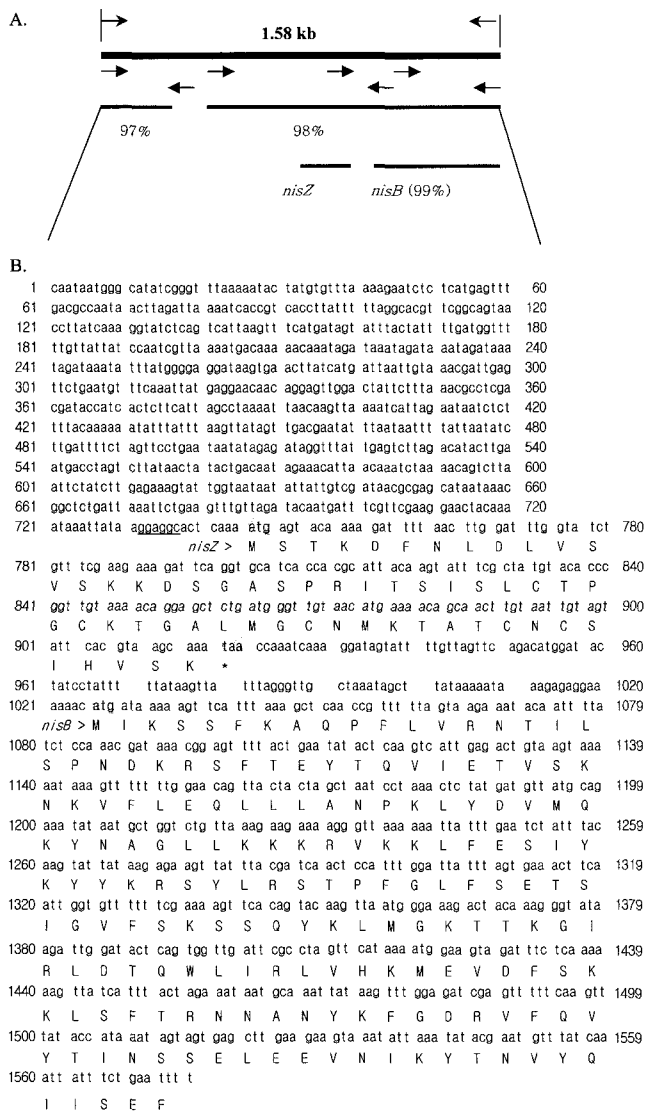 A.
1.58 kb
97%
98%
nisZ
nisB (99%)
B.
1 caataatggg catatcgggt ttaaaaatac tatgtgttta aaagaatctc tcatgagttt 60
61 gacgccaata acttagatta aaatcaccgt caccttattt ttaggcacgt tcggcagtaa 120
121 ccttatcaaa ggtatctcag tcattaagtt tcatgatagt atttactatt ttgatggttt 180
181 ttgttattat ccaatcgtta aaatgacaaa aacaaataga taaatagata aatagataaa 240
241 tagataaata tttatggggga ggataagtga acttatcatg attaattgta aacgattgag 300
301 ttctgaatgt ttcaaattat gaggaacaac aggagttgga ctattcttta aacgcctcga 360
361 cgataccatc actcttcatt agcctaaaat taacaagtta aaatcattag aataatctct 420
421 tttacaaaaa atatttattt aagttatagt tgacgaatat ttaataattt tattaatatc 480
481 ttgattttct agttcctgaa taatatagag ataggtttat tgagtcttag acatacttga 540
541 atgacctagt cttataacta tactgacaat agaaacatta acaaatctaa aacagtctta 600
601 attctatctt gagaaagtat tggtaataat attattgtcg ataacgcgag cataataaac 660
661 ggctctgatt aaattctgaa gtttgttaga tacaatgatt tcgttcgaag gaactacaaa 720
721 ataaattata aggaggcact caaa atg agt aca aaa gat ttt aac ttg gat ttg gta tct 780
nisZ > M S T K D F N L D L V S
781 gtt tcg aag aaa gat tca ggt gca tca cca cgc att aca agt att tcg cta tgt aca ccc 840
V S K K D S G A S P R I T S I S L C T P
841 ggt tgt aaa aca gga gct ctg atg ggt tgt aac atg aaa aca gca act tgt aat tgt agt 900
G C K T G A L M G C N M K T A T C N C S
901 att cac gta agc aaa taa ccaaatcaaa ggatagtatt ttgttagttc agacatggat ac 960
I H V S K *
961 tatcctattt ttataagtta tttagggttg ctaaatagct tataaaaata aagagaggaa 1020
1021 aaaac atg ata aaa agt tca ttt aaa gct caa ccg ttt tta gta aga aat aca att tta 1079
nisB > M I K S S F K A Q P F L V R N T I L
1080 tct cca aac gat aaa cgg agt ttt act gaa tat act caa gtc att gag act gta agt aaa 1139
S P N D K R S F T E Y T Q V I E T V S K
1140 aat aaa gtt ttt ttg gaa cag tta cta cta gct aat cct aaa ctc tat gat gtt atg cag 1199
N K V F L E Q L L L A N P K L Y D V M Q
1200 aaa tat aat gct ggt ctg tta aag aag aaa agg gtt aaa aaa tta ttt gaa tct att tac 1259
K Y N A G L L K K K R V K K L F E S I Y
1260 aag tat tat aag aga agt tat tta cga tca act cca ttt gga tta ttt agt gaa act tca 1319
K Y Y K R S Y L R S T P F G L F S E T S
1320 att ggt gtt ttt tcg aaa agt tca cag tac aag tta atg gga aag act aca aag ggt ata 1379
I G V F S K S S Q Y K L M G K T T K G I
1380 aga ttg gat act cag tgg ttg att cgc cta gtt cat aaa atg gaa gta gat ttc tca aaa 1439
R L D T Q W L I R L V H K M E V D F S K
1440 aag tta tca ttt act aga aat aat gca aat tat aag ttt gga gat cga gtt ttt caa gtt 1499
K L S F T R N N A N Y K F G D R V F Q V
1500 tat acc ata aat agt agt gag ctt gaa gaa gta aat att aaa tat acg aat gtt tat caa 1559
Y T I N S S E L E E V N I K Y T N V Y Q
1560 att att tct gaa ttt t
I I S E F